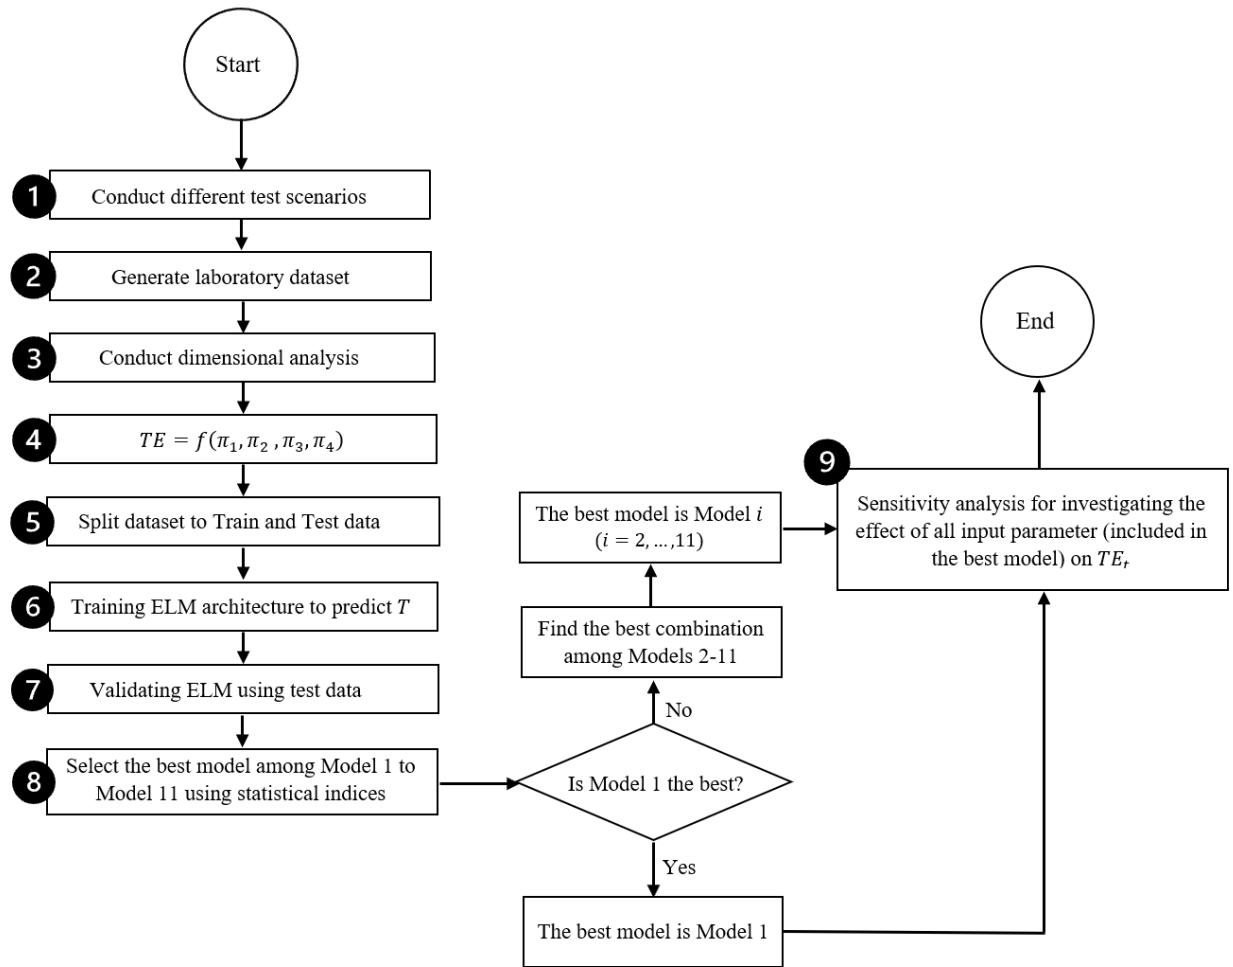 Start
1
Conduct different test scenarios
2
Generate laboratory dataset
3
Conduct dimensional analysis
4
TE = f(π₁, π₂ , π₃, π₄)
5
Split dataset to Train and Test data
6
Training ELM architecture to predict T
7
Validating ELM using test data
8
Select the best model among Model 1 to
Model 11 using statistical indices
Is Model 1 the best?
No
Find the best combination
among Models 2-11
The best model is Model i
(i = 2, … ,11)
Yes
The best model is Model 1
9
Sensitivity analysis for investigating the
effect of all input parameter (included in
the best model) on TEₜ
End